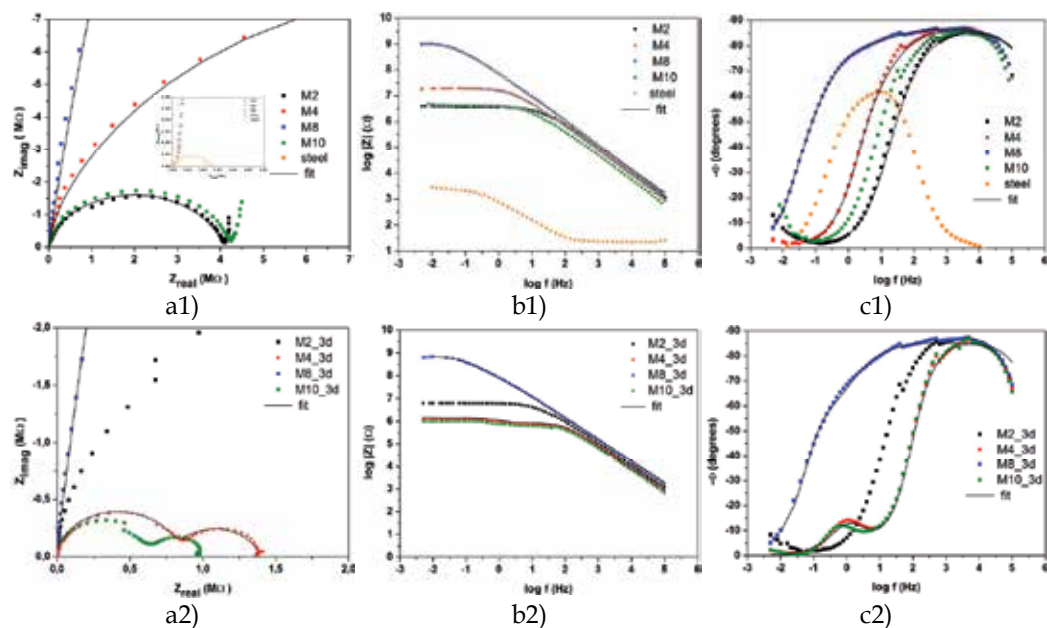 Z_imag (MΩ)
-7
-6
-5
-4
-3
-2
-1
0
M2
M4
M8
M10
steel
fit
0 1 2 3 4 5 6 7
Z_real (MΩ)
a1)
log |Z| (Ω)
10
9
8
7
6
5
4
3
2
1
M2
M4
M8
M10
steel
fit
-3 -2 -1 0 1 2 3 4 5 6
log f (Hz)
b1)
-Φ (degrees)
-90
-80
-70
-60
-50
-40
-30
-20
-10
0
M2
M4
M8
M10
steel
fit
-3 -2 -1 0 1 2 3 4 5 6
log f (Hz)
c1)
Z_imag (MΩ)
-2,0
-1,5
-1,0
-0,5
0,0
M2_3d
M4_3d
M8_3d
M10_3d
fit
0,0 0,5 1,0 1,5 2,0
Z_real (MΩ)
a2)
log |Z| (Ω)
10
9
8
7
6
5
4
3
2
1
M2_3d
M4_3d
M8_3d
M10_3d
fit
-3 -2 -1 0 1 2 3 4 5 6
log f (Hz)
b2)
-Φ (degrees)
-90
-80
-70
-60
-50
-40
-30
-20
-10
0
M2_3d
M4_3d
M8_3d
M10_3d
fit
-3 -2 -1 0 1 2 3 4 5 6
log f (Hz)
c2)